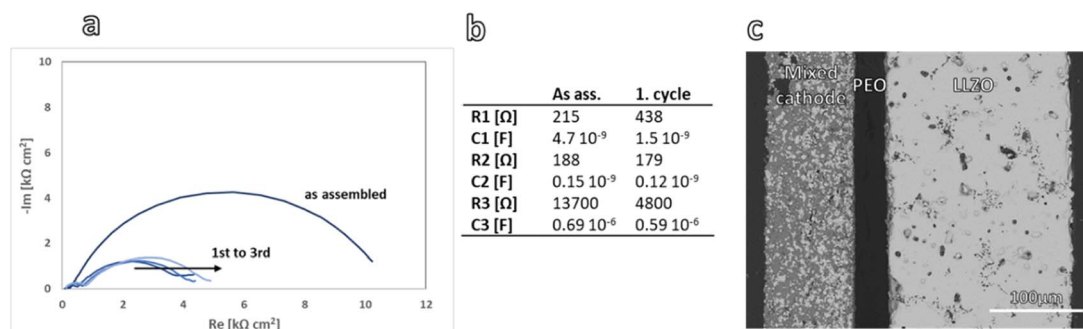 a
10
8
6
4
2
0
-Im [kΩ cm²]
as assembled
1st to 3rd
0 2 4 6 8 10 12
Re [kΩ cm²]
b
As ass. 1. cycle
R1 [Ω] 215 438
C1 [F] 4.7 10⁻⁹ 1.5 10⁻⁹
R2 [Ω] 188 179
C2 [F] 0.15 10⁻⁹ 0.12 10⁻⁹
R3 [Ω] 13700 4800
C3 [F] 0.69 10⁻⁶ 0.59 10⁻⁶
c
Mixed
cathode
PEO
LLZO
100µm